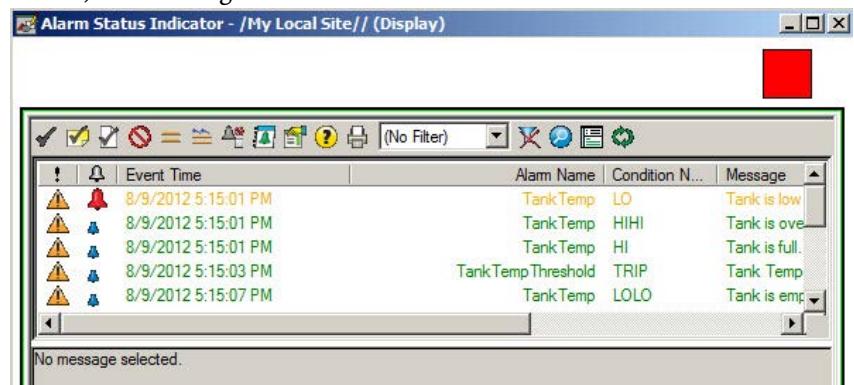 Alarm Status Indicator - /My Local Site// (Display)
(No Filter)
! Event Time Alarm Name Condition N... Message
8/9/2012 5:15:01 PM TankTemp LO Tank is low
8/9/2012 5:15:01 PM TankTemp HIHI Tank is ove
8/9/2012 5:15:01 PM TankTemp HI Tank is full.
8/9/2012 5:15:03 PM TankTempThreshold TRIP Tank Temp
8/9/2012 5:15:07 PM TankTemp LOLO Tank is emp
No message selected.